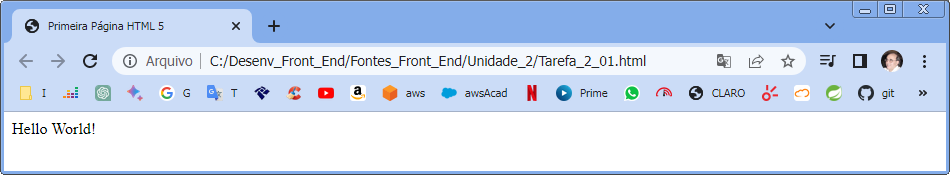 Primeira Página HTML 5
Arquivo C:/Desenv_Front_End/Fontes_Front_End/Unidade_2/Tarefa_2_01.html
I G T aws awsAcad Prime CLARO git
Hello World!